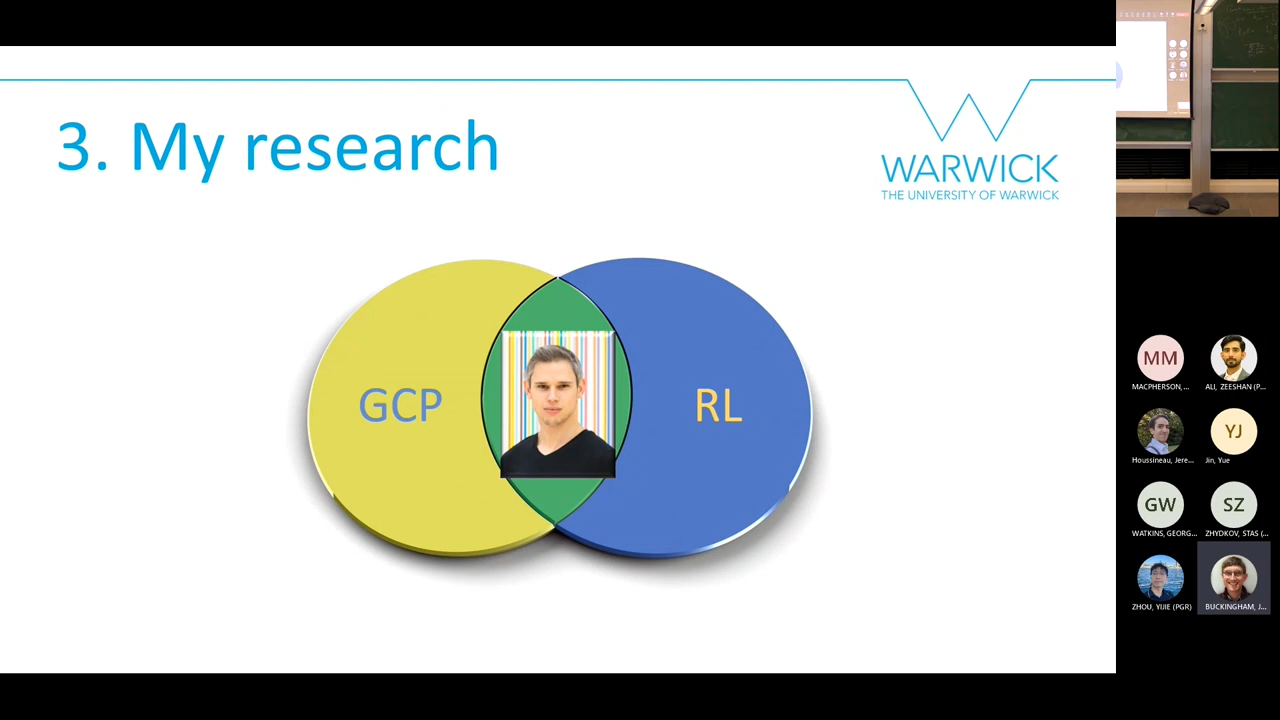 3. My research
WARWICK
THE UNIVERSITY OF WARWICK
GCP
RL
MM
MACPHERSON, ...
ALI, ZEESHAN (P...
Houssineau, Jere...
YJ
Jin, Yue
GW
WATKINS, GEORG...
SZ
ZHYDKOV, STAS (...
ZHOU, YIJIE (PGR)
BUCKINGHAM, J...